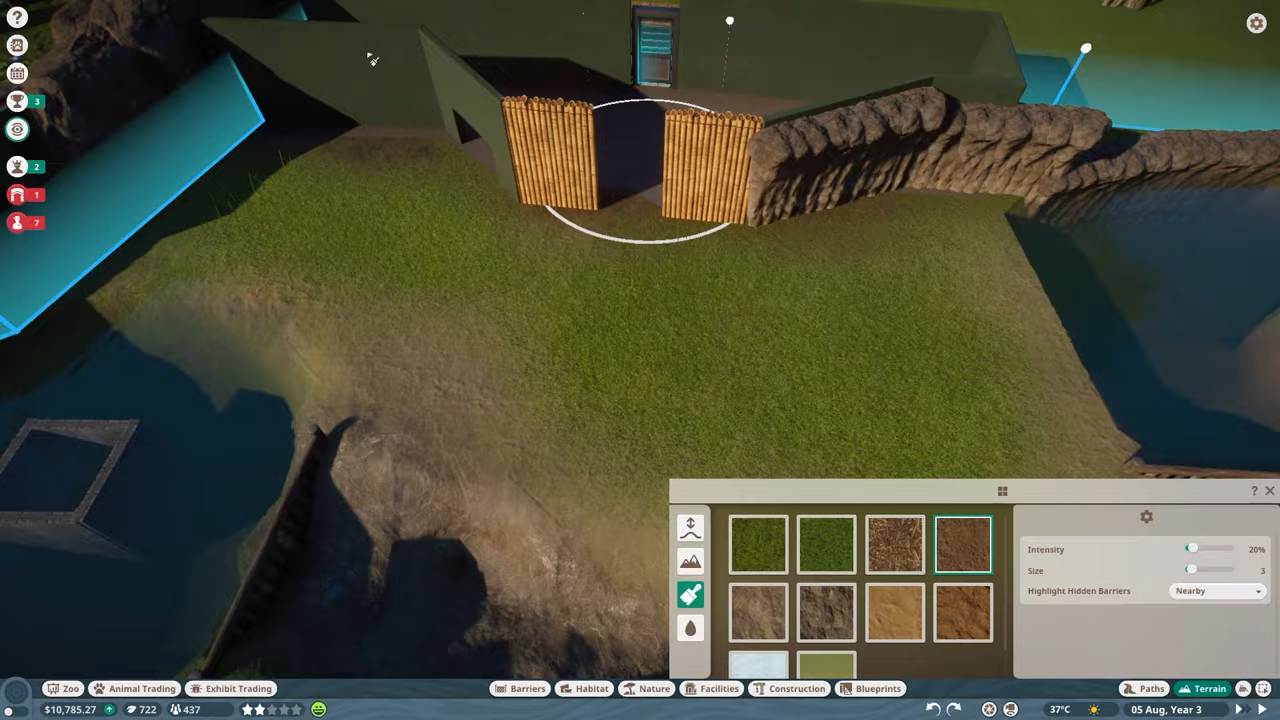 ?
3
2
1
7
?
Intensity
20%
Size
3
Highlight Hidden Barriers
Nearby
Zoo
Animal Trading
Exhibit Trading
Barriers
Habitat
Nature
Facilities
Construction
Blueprints
Paths
Terrain
$10,785.27
722
437
37°C
05 Aug, Year 3